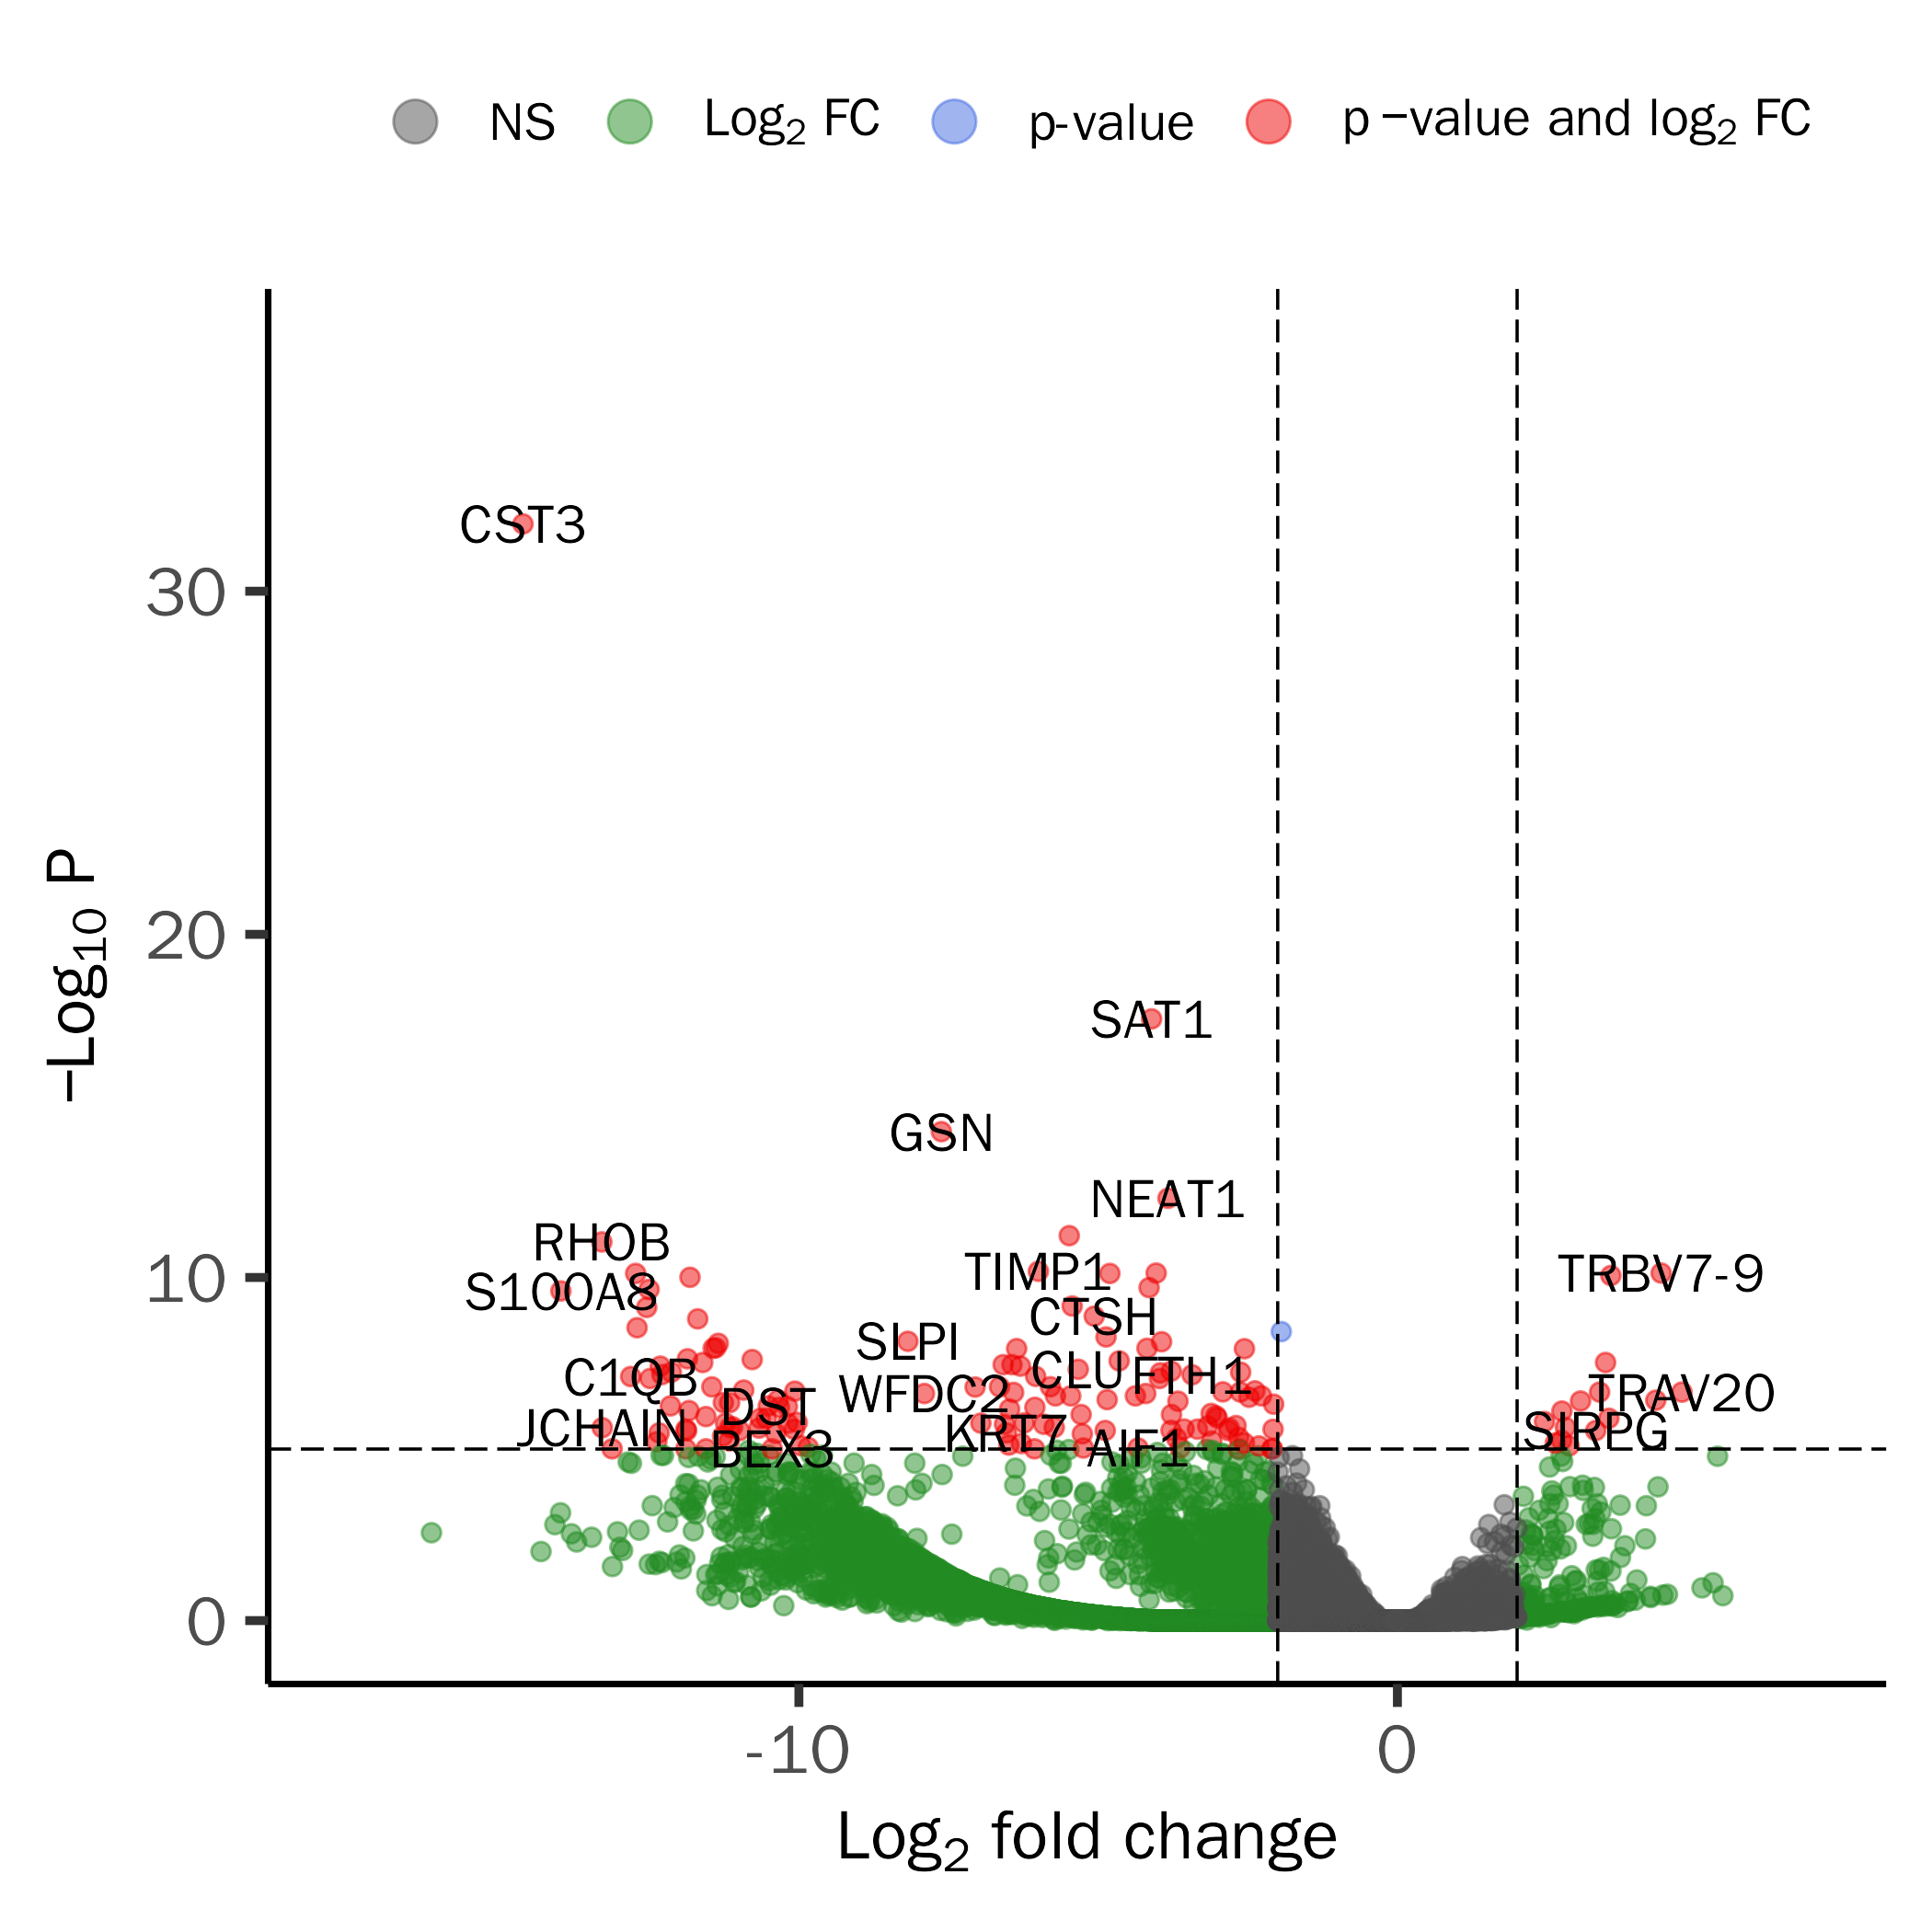 NS Log2 FC p-value p −value and log2 FC
CST3
30
20
−Log10 P
SAT1
GSN
NEAT1
RHOB
TIMP1
TRBV7-9
10
S100A8
CTSH
SLPI
C1QB
CLU
FTH1
DST
WFDC2
TRAV20
JCHAIN
KRT7
SIRPG
BEX3
AIF1
0
-10
0
Log2 fold change